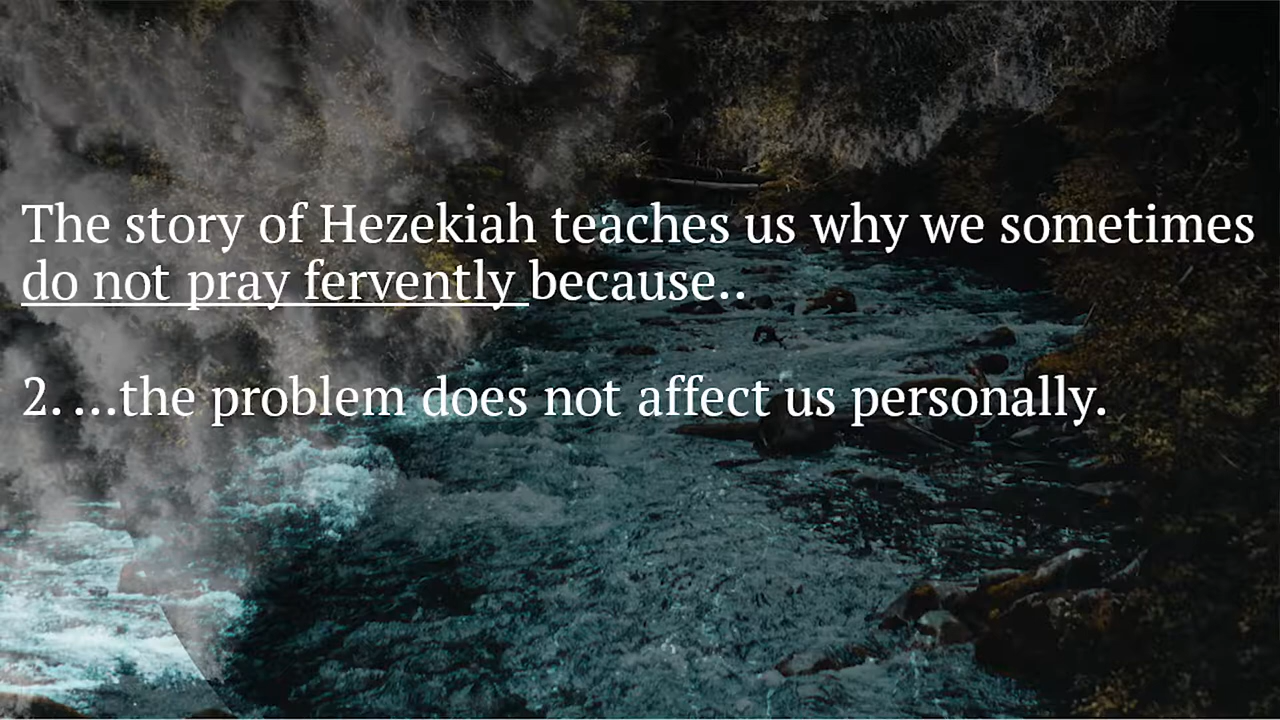 The story of Hezekiah teaches us why we sometimes
do not pray fervently because..
2. ...the problem does not affect us personally.